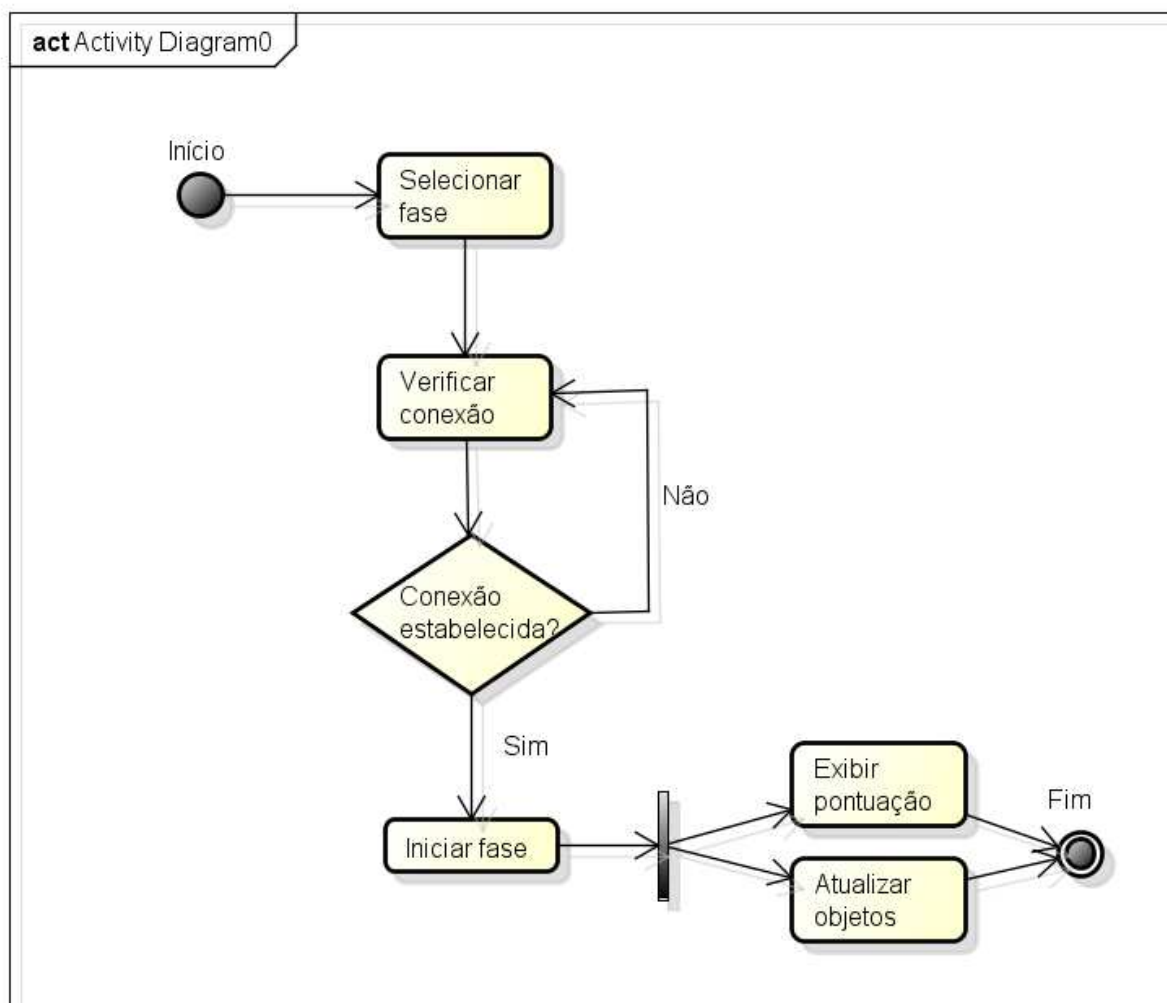 act Activity Diagram0
Início
Selecionar
fase
Verificar
conexão
Não
Conexão
estabelecida?
Sim
Iniciar fase
Exibir
pontuação
Atualizar
objetos
Fim